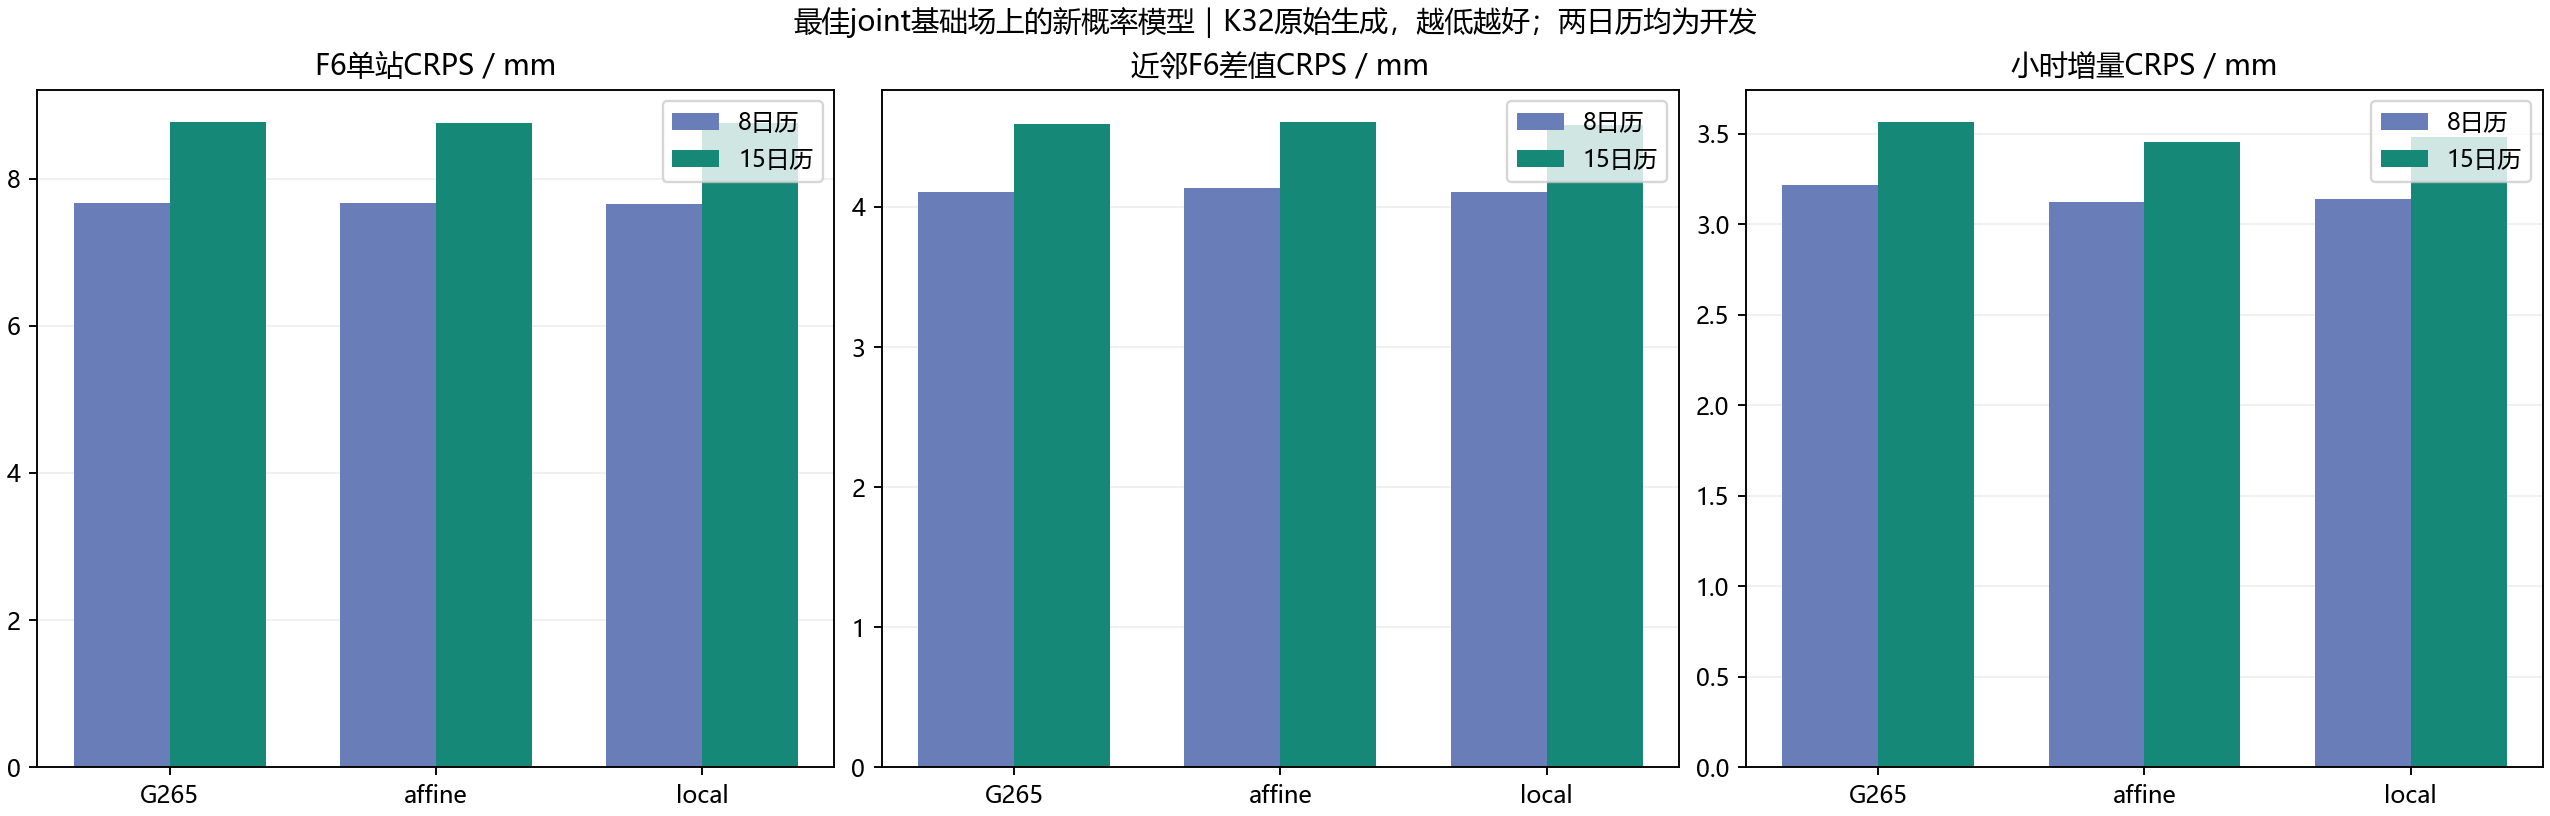 最佳joint基础场上的新概率模型 | K32原始生成，越低越好；两日历均为开发
F6单站CRPS / mm
8日历
15日历
8
6
4
2
0
G265 affine local
近邻F6差值CRPS / mm
8日历
15日历
4
3
2
1
0
G265 affine local
小时增量CRPS / mm
8日历
15日历
3.5
3.0
2.5
2.0
1.5
1.0
0.5
0.0
G265 affine local